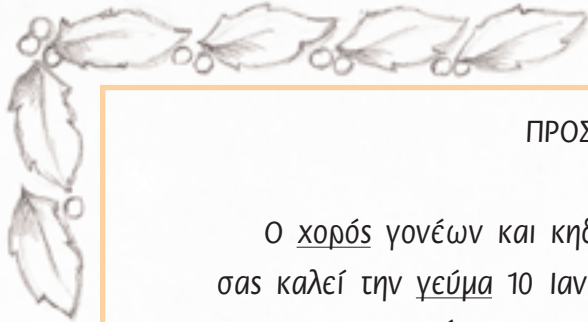 ΠΡΟΣ
Ο χορός γονέων και κηδ
σας καλεί την γεύμα 10 Ιαν